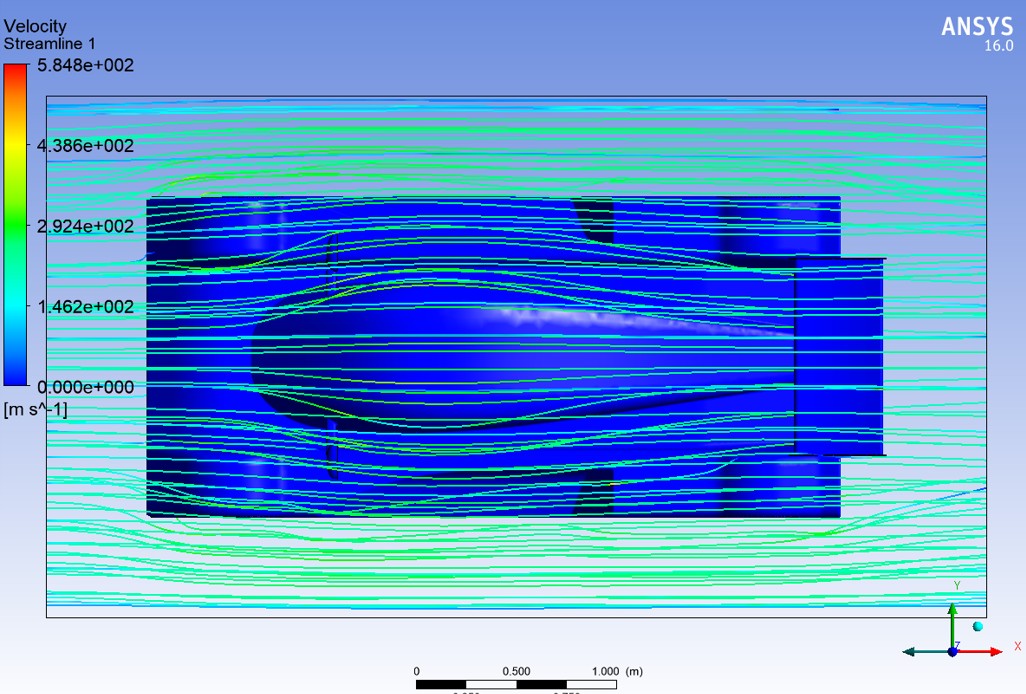 Velocity
Streamline 1
5.848e+002
4.386e+002
2.924e+002
1.462e+002
0.000e+000
[m s^-1]
ANSYS
16.0
Y
Z
X
0 0.500 1.000 (m)